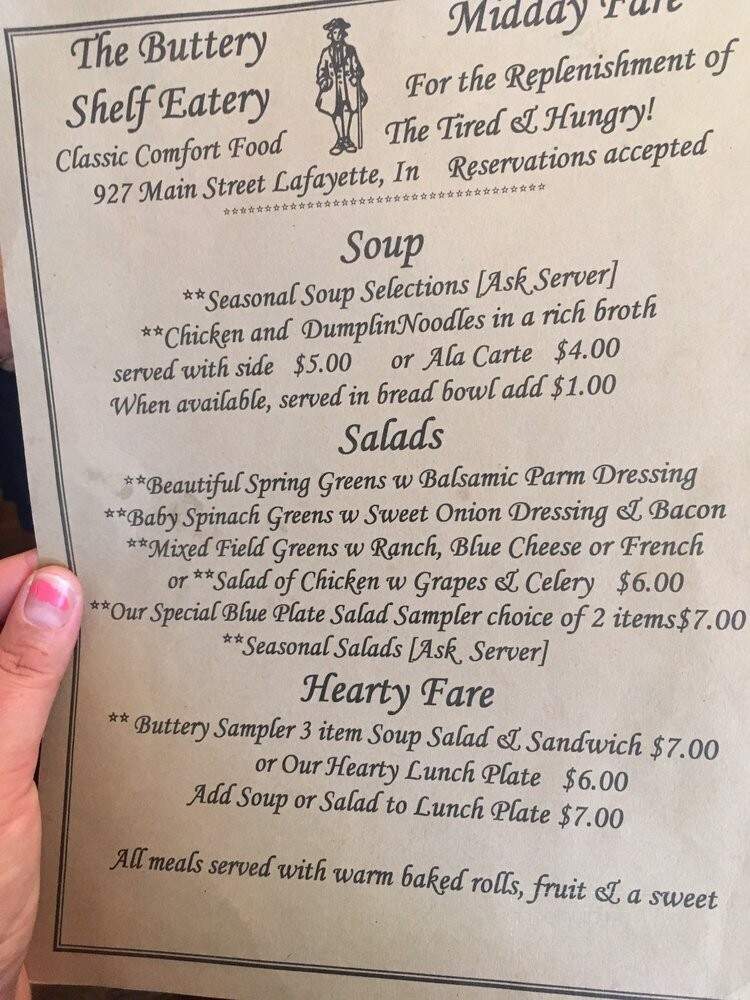 The Buttery
Shelf Eatery
Classic Comfort Food
Midday Fare
For the Replenishment of
The Tired & Hungry!
927 Main Street Lafayette, In Reservations accepted
***********************************
Soup
**Seasonal Soup Selections [Ask Server]
**Chicken and DumplinNoodles in a rich broth
served with side $5.00 or Ala Carte $4.00
When available, served in bread bowl add $1.00
Salads
**Beautiful Spring Greens w Balsamic Parm Dressing
**Baby Spinach Greens w Sweet Onion Dressing & Bacon
**Mixed Field Greens w Ranch, Blue Cheese or French
or **Salad of Chicken w Grapes & Celery $6.00
**Our Special Blue Plate Salad Sampler choice of 2 items$7.00
**Seasonal Salads [Ask Server]
Hearty Fare
** Buttery Sampler 3 item Soup Salad & Sandwich $7.00
or Our Hearty Lunch Plate $6.00
Add Soup or Salad to Lunch Plate $7.00
All meals served with warm baked rolls, fruit & a sweet